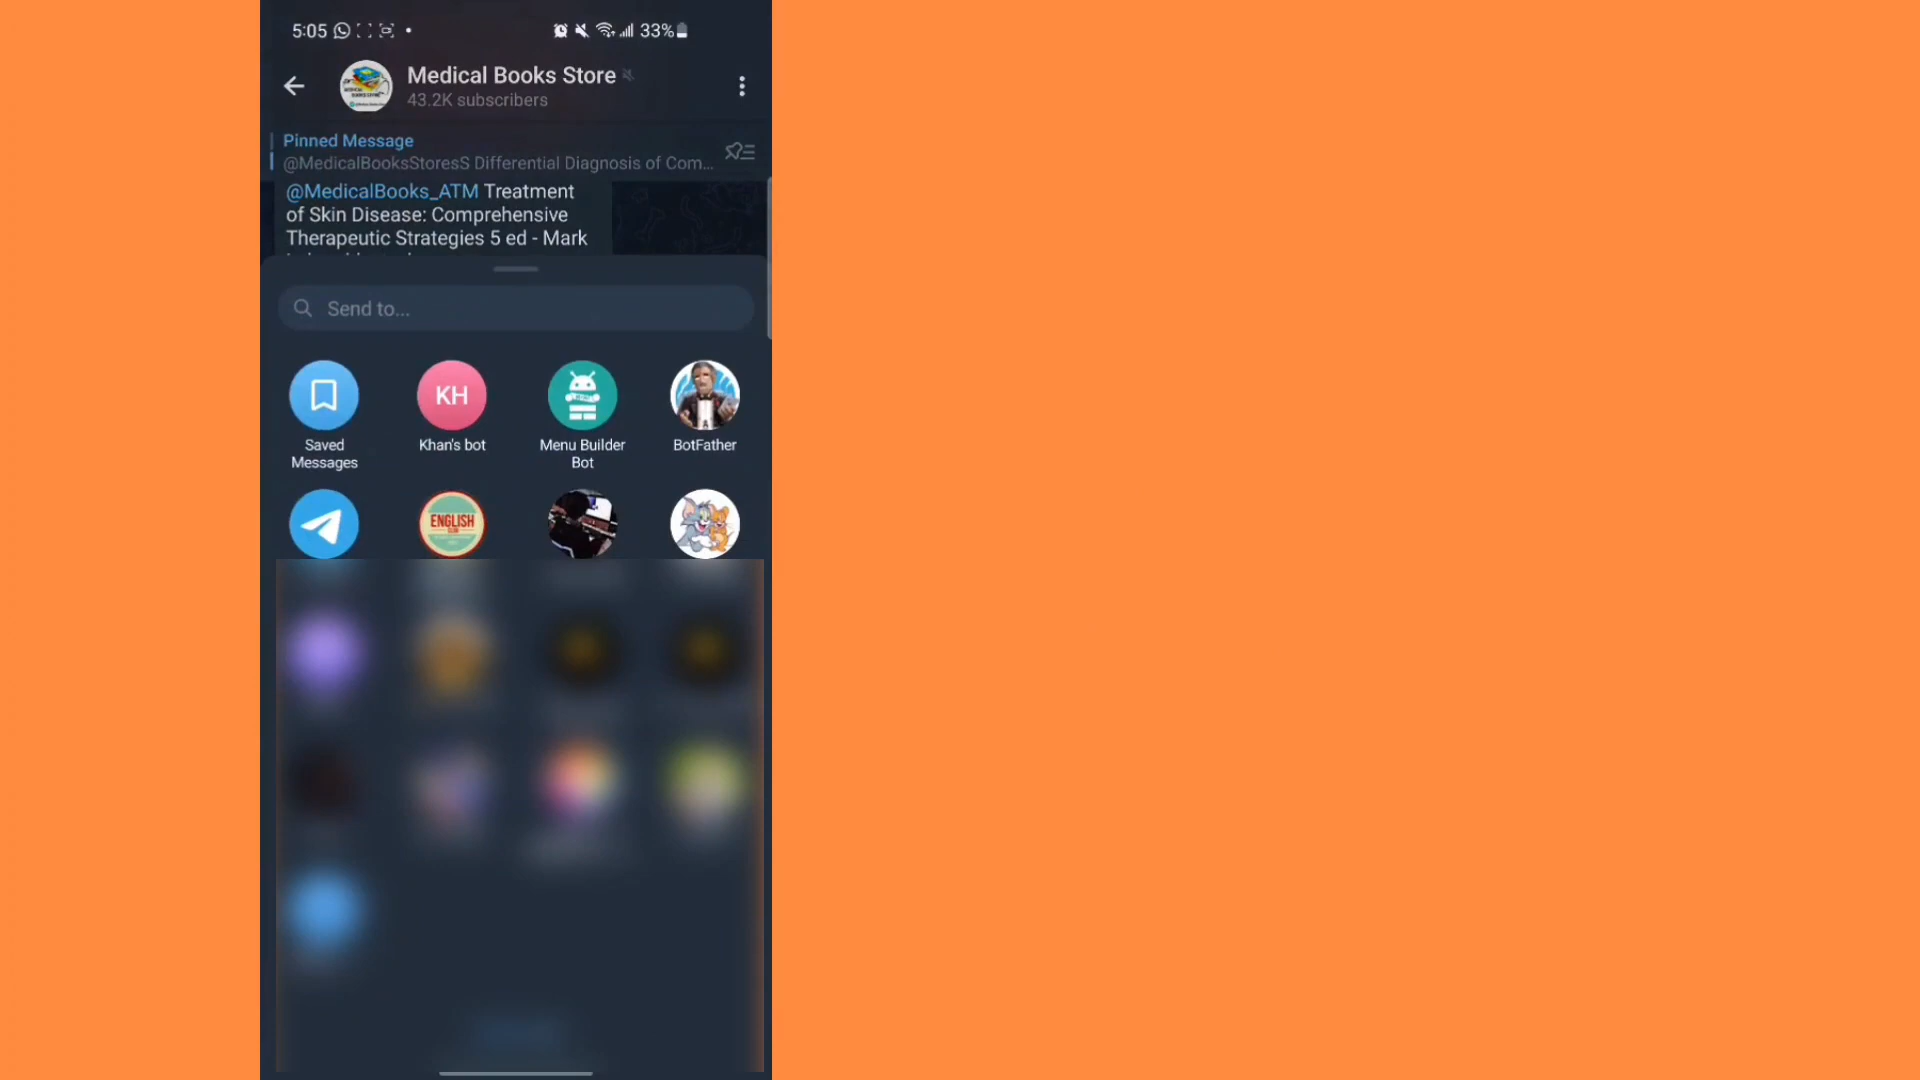 5:05
33%
Medical Books Store
43.2K subscribers
Pinned Message
@MedicalBooksStoresS Differential Diagnosis of Com...
@MedicalBooks_ATM Treatment
of Skin Disease: Comprehensive
Therapeutic Strategies 5 ed - Mark
Send to...
Saved
Messages
KH
Khan's bot
Menu Builder
Bot
BotFather
ENGLISH